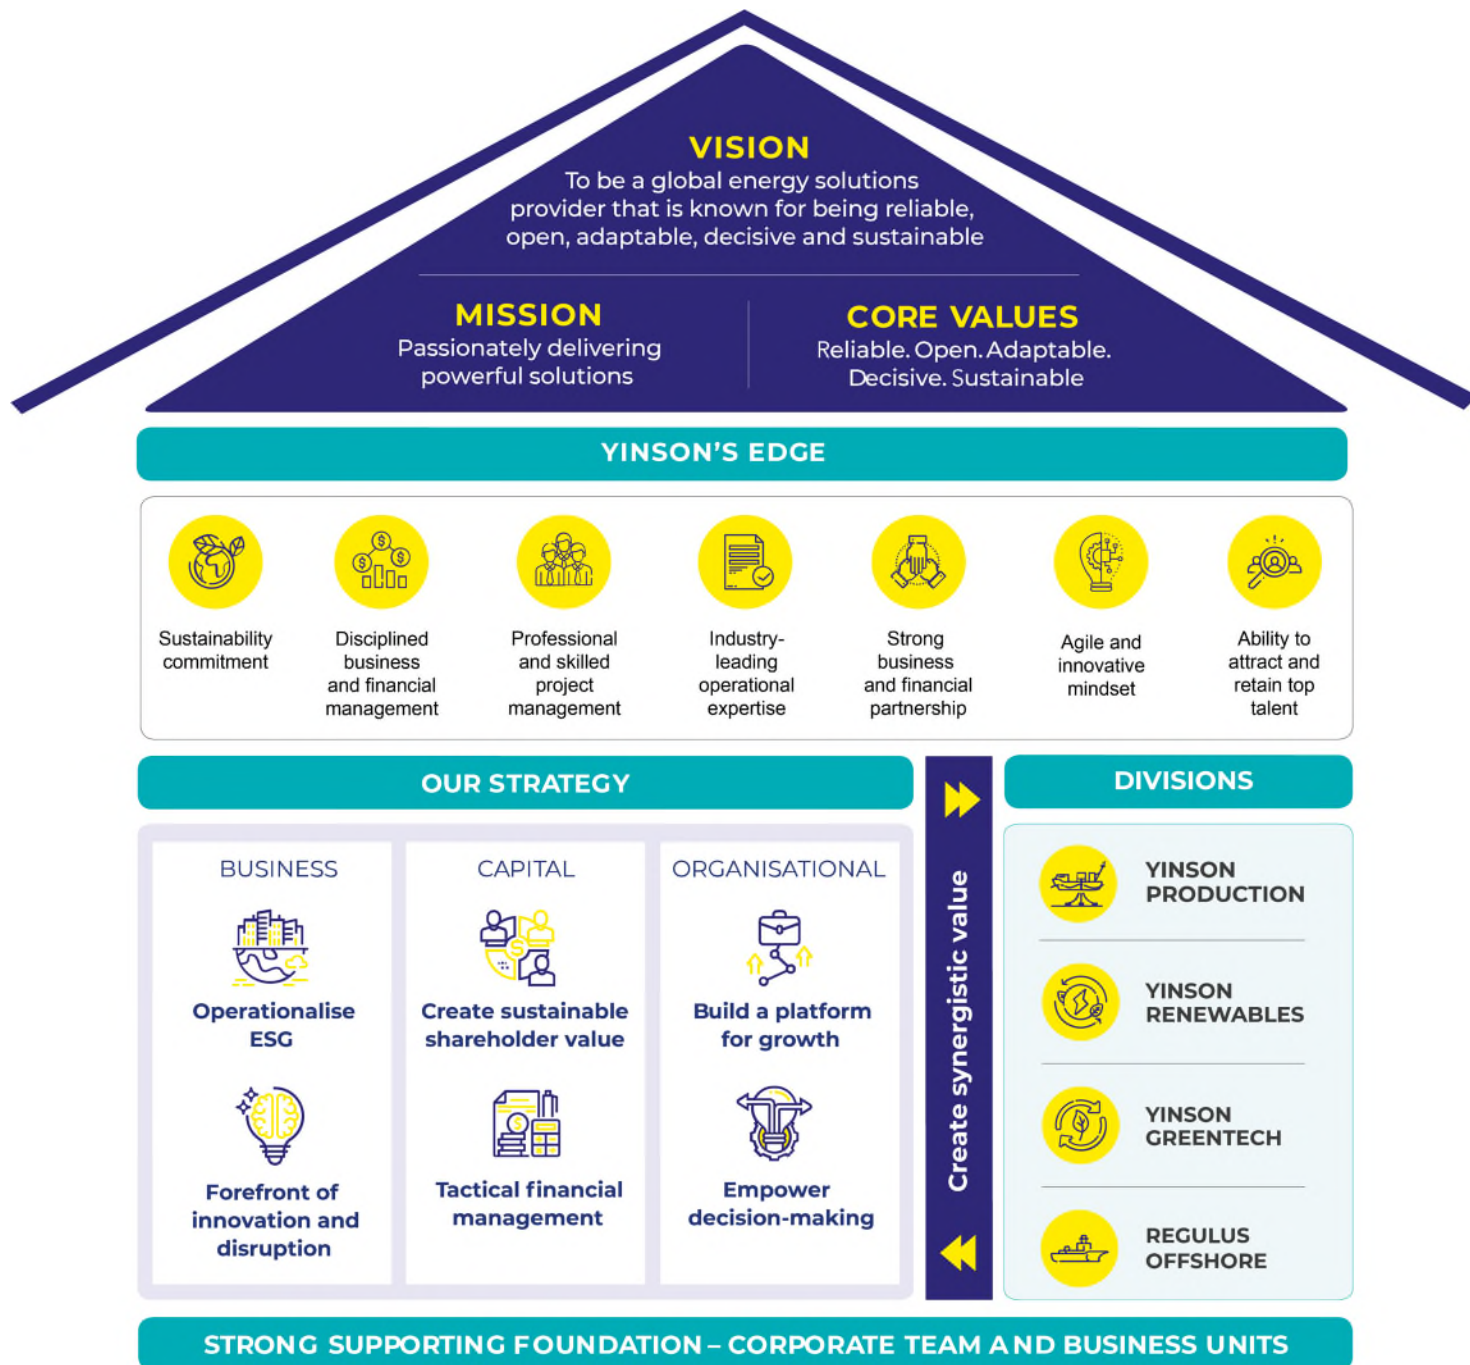 VISION
To be a global energy solutions
provider that is known for being reliable,
open, adaptable, decisive and sustainable
MISSION
Passionately delivering
powerful solutions
CORE VALUES
Reliable. Open. Adaptable.
Decisive. Sustainable
YINSON'S EDGE
Sustainability
commitment
Disciplined
business
and financial
management
Professional
and skilled
project
management
Industry-
leading
operational
expertise
Strong
business
and financial
partnership
Agile and
innovative
mindset
Ability to
attract and
retain top
talent
OUR STRATEGY
BUSINESS
Operationalise
ESG
Forefront of
innovation and
disruption
CAPITAL
Create sustainable
shareholder value
Tactical financial
management
ORGANISATIONAL
Build a platform
for growth
Empower
decision-making
Create synergistic value
DIVISIONS
YINSON
PRODUCTION
YINSON
RENEWABLES
YINSON
GREENTECH
REGULUS
OFFSHORE
STRONG SUPPORTING FOUNDATION – CORPORATE TEAM AND BUSINESS UNITS